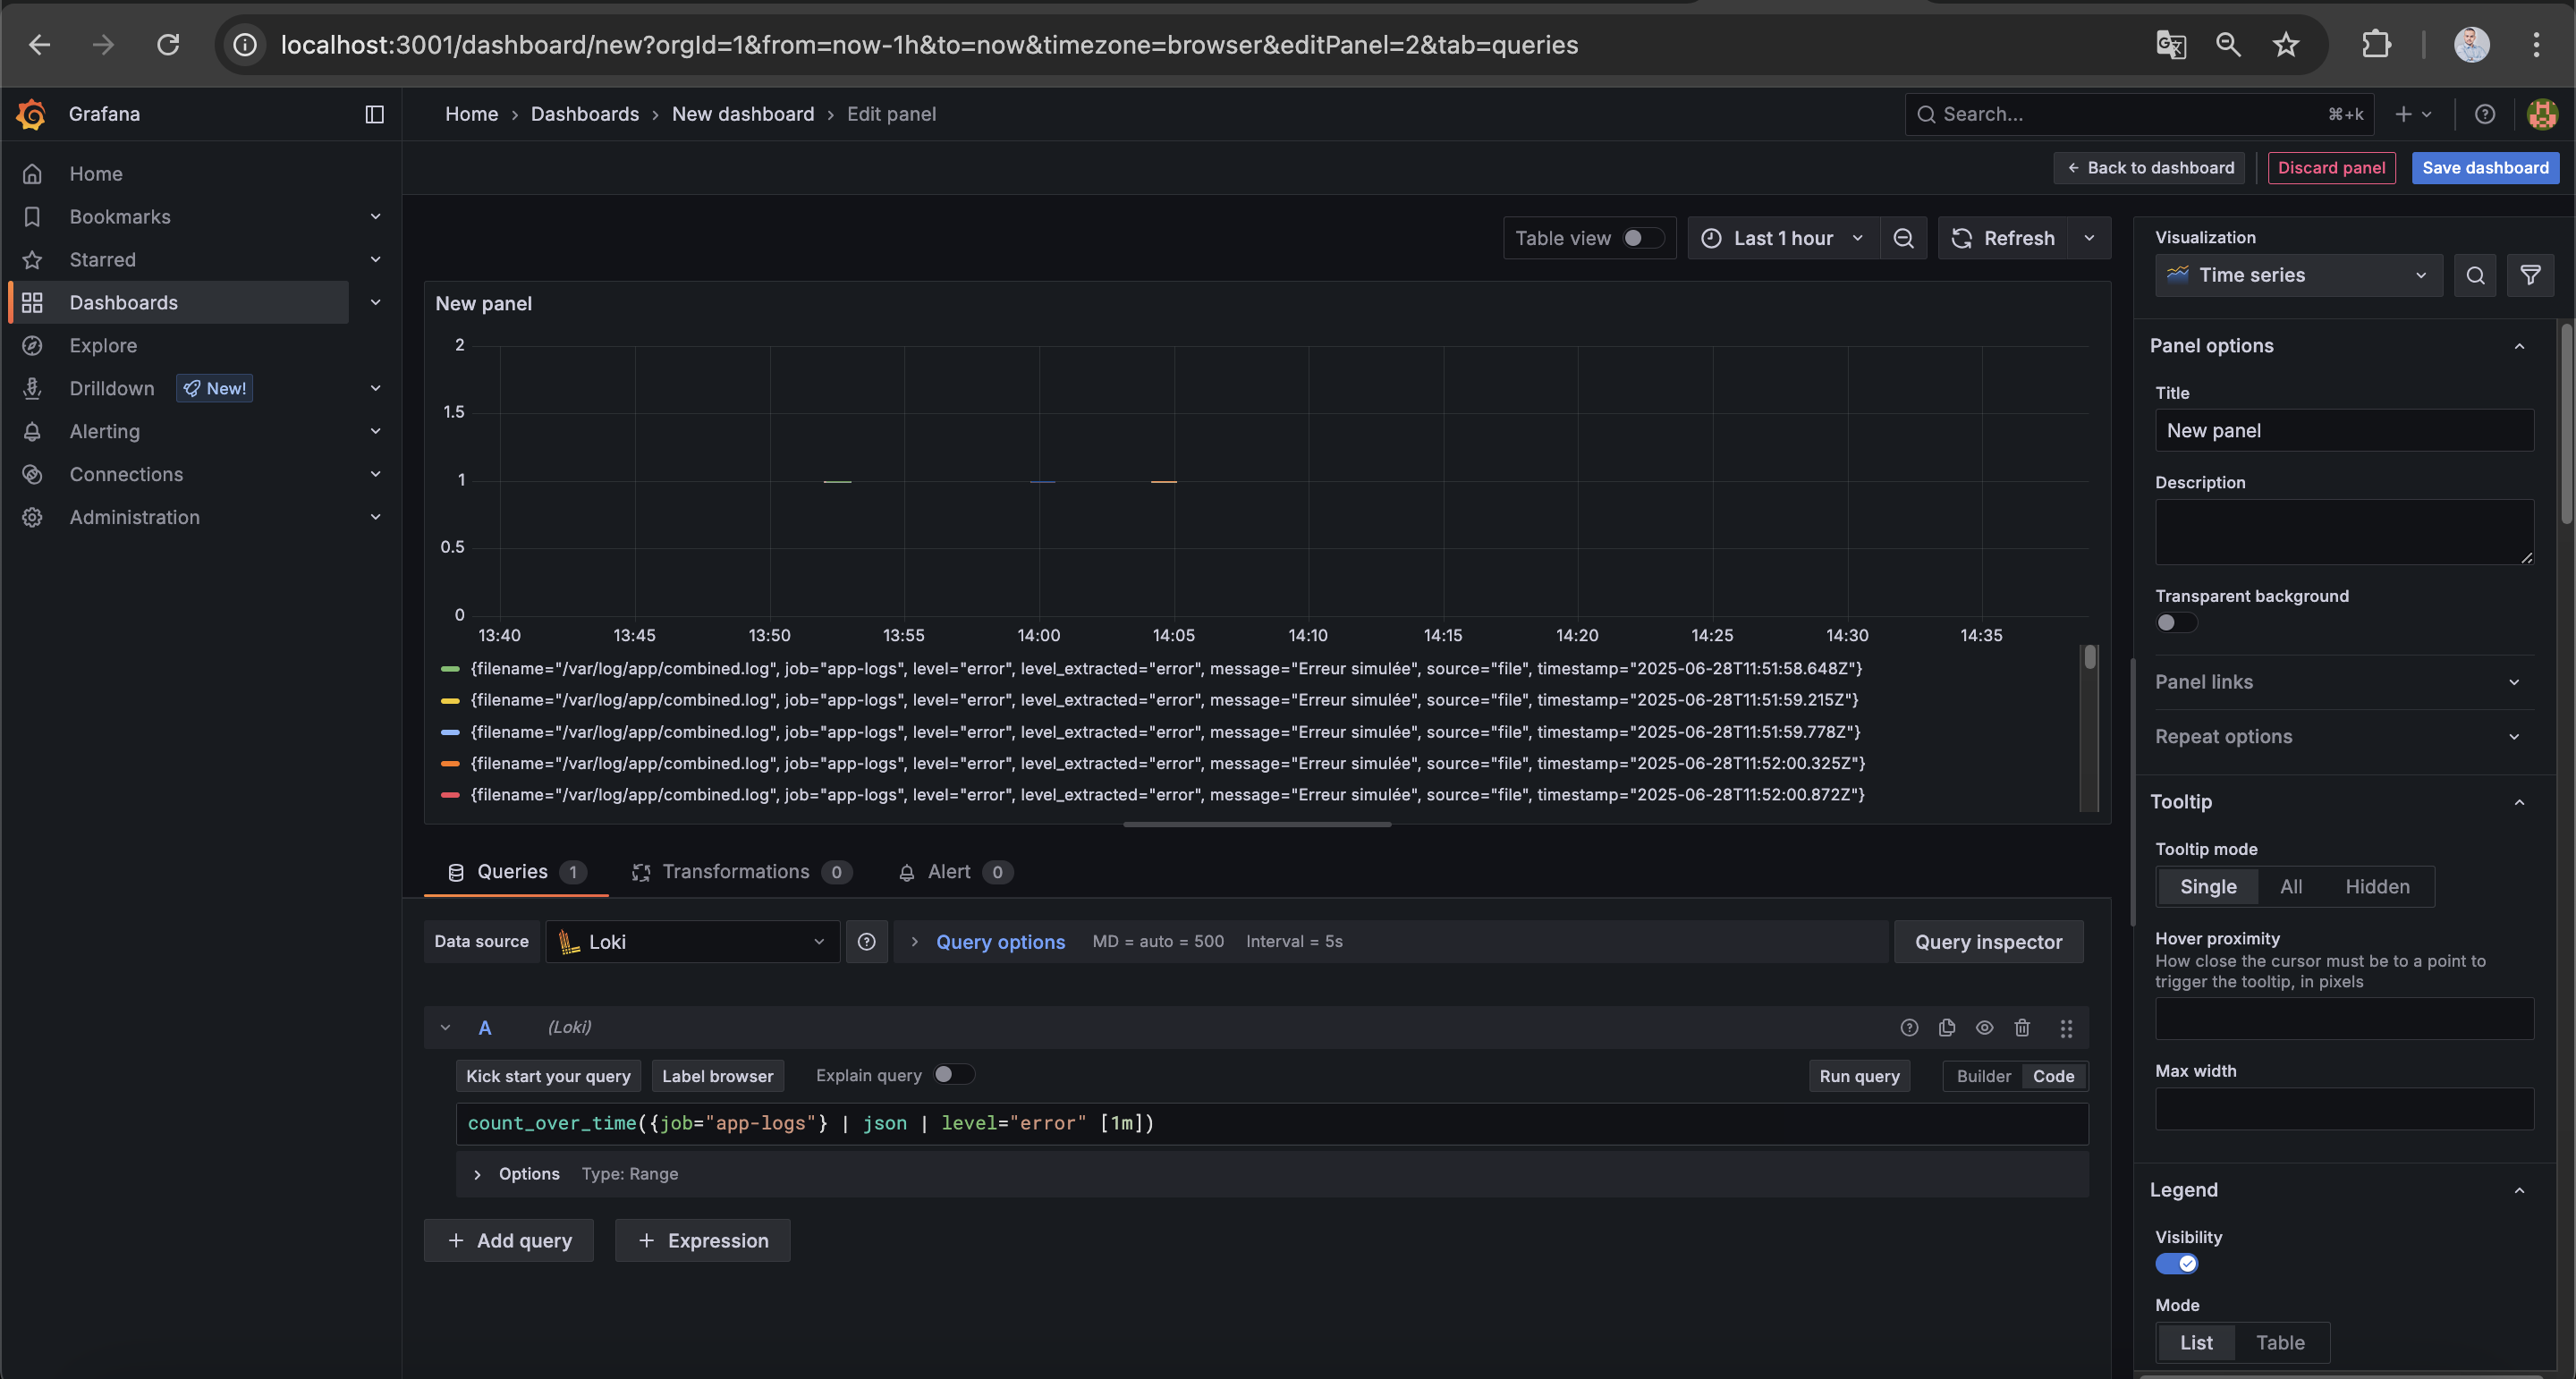 localhost:3001/dashboard/new?orgId=1&from=now-1h&to=now&timezone=browser&editPanel=2&tab=queries
Grafana
Home › Dashboards › New dashboard › Edit panel
Search...
⌘+k
Back to dashboard
Discard panel
Save dashboard
Home
Bookmarks
Starred
Dashboards
Explore
Drilldown
New!
Alerting
Connections
Administration
Table view
Last 1 hour
Refresh
New panel
2
1.5
1
0.5
0
13:40 13:45 13:50 13:55 14:00 14:05 14:10 14:15 14:20 14:25 14:30 14:35
{filename="/var/log/app/combined.log", job="app-logs", level="error", level_extracted="error", message="Erreur simulée", source="file", timestamp="2025-06-28T11:51:58.648Z"}
{filename="/var/log/app/combined.log", job="app-logs", level="error", level_extracted="error", message="Erreur simulée", source="file", timestamp="2025-06-28T11:51:59.215Z"}
{filename="/var/log/app/combined.log", job="app-logs", level="error", level_extracted="error", message="Erreur simulée", source="file", timestamp="2025-06-28T11:51:59.778Z"}
{filename="/var/log/app/combined.log", job="app-logs", level="error", level_extracted="error", message="Erreur simulée", source="file", timestamp="2025-06-28T11:52:00.325Z"}
{filename="/var/log/app/combined.log", job="app-logs", level="error", level_extracted="error", message="Erreur simulée", source="file", timestamp="2025-06-28T11:52:00.872Z"}
Queries 1
Transformations 0
Alert 0
Data source
Loki
Query options
MD = auto = 500
Interval = 5s
Query inspector
A
(Loki)
Kick start your query
Label browser
Explain query
Run query
Builder
Code
count_over_time({job="app-logs"} | json | level="error" [1m])
Options
Type: Range
Add query
Expression
Visualization
Time series
Panel options
Title
New panel
Description
Transparent background
Panel links
Repeat options
Tooltip
Tooltip mode
Single
All
Hidden
Hover proximity
How close the cursor must be to a point to
trigger the tooltip, in pixels
Max width
Legend
Visibility
Mode
List
Table